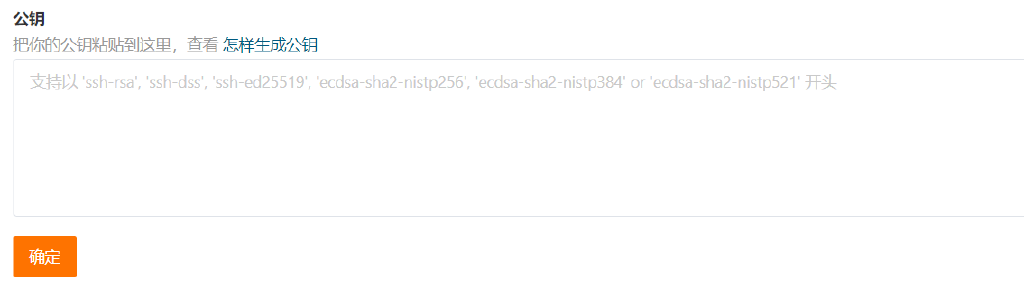 公钥
把你的公钥粘贴到这里，查看 怎样生成公钥
支持以 'ssh-rsa', 'ssh-dss', 'ssh-ed25519', 'ecdsa-sha2-nistp256', 'ecdsa-sha2-nistp384' or 'ecdsa-sha2-nistp521' 开头
确定